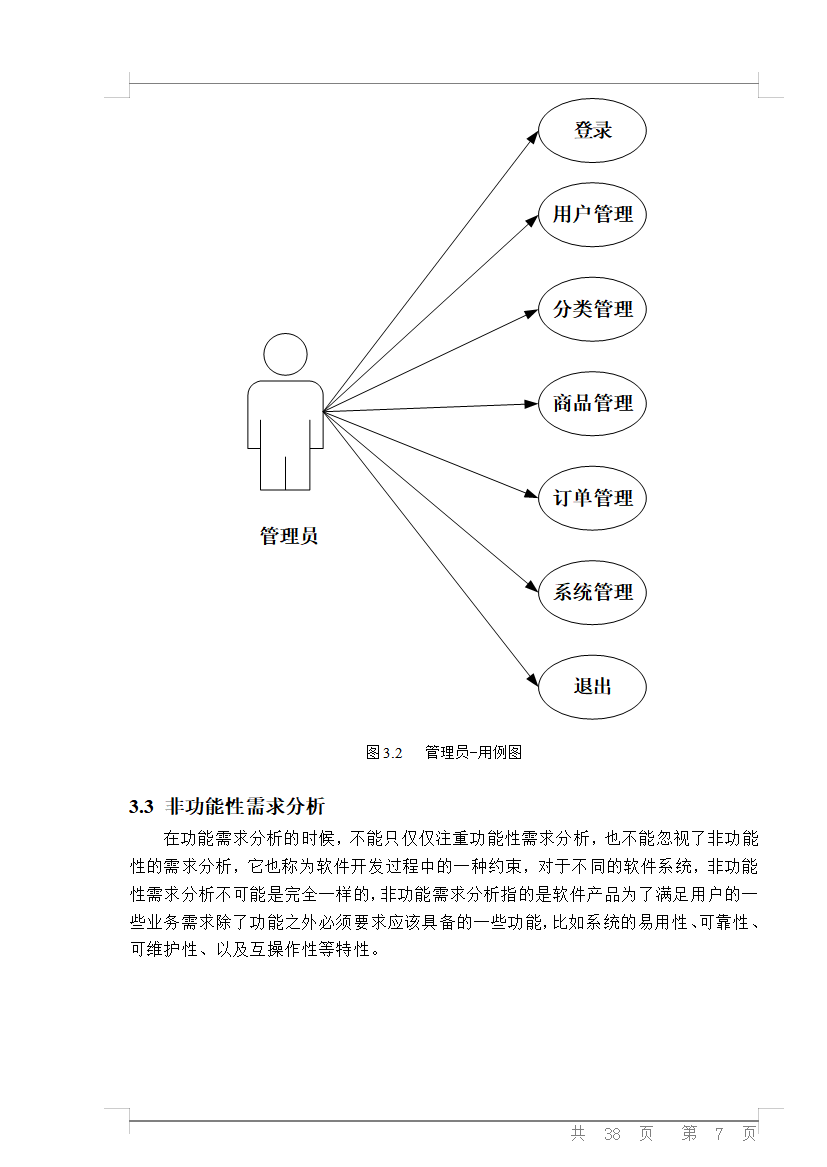 登录
用户管理
分类管理
商品管理
订单管理
系统管理
退出
管理员
图3.2 管理员-用例图
3.3 非功能性需求分析
在功能需求分析的时候，不能只仅仅注重功能性需求分析，也不能忽视了非功能
性的需求分析，它也称为软件开发过程中的一种约束，对于不同的软件系统，非功能
性需求分析不可能是完全一样的，非功能需求分析指的是软件产品为了满足用户的一
些业务需求除了功能之外必须要求应该具备的一些功能，比如系统的易用性、可靠性、
可维护性、以及互操作性等特性。
共 38 页 第 7 页